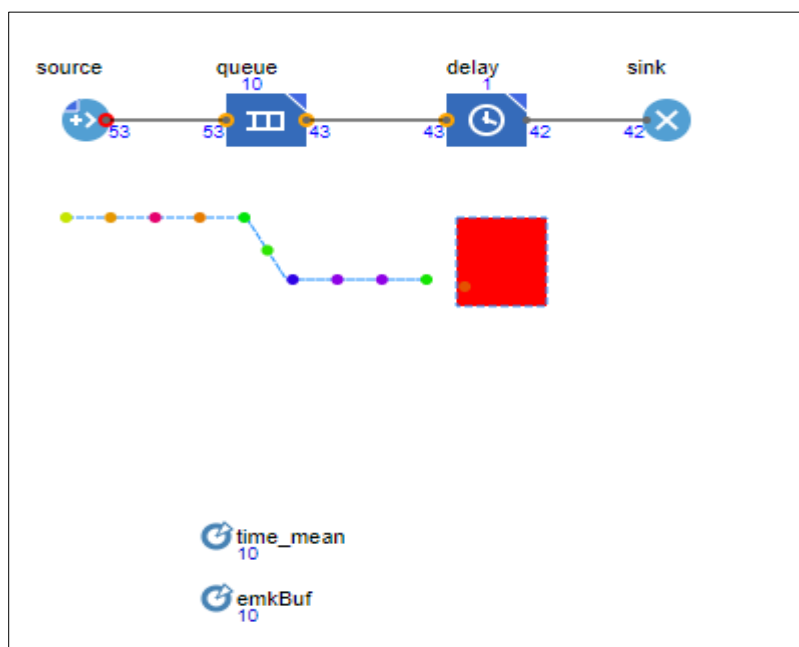 source queue delay sink
10 1
53 53 43 43 42 42
time_mean
10
emkBuf
10